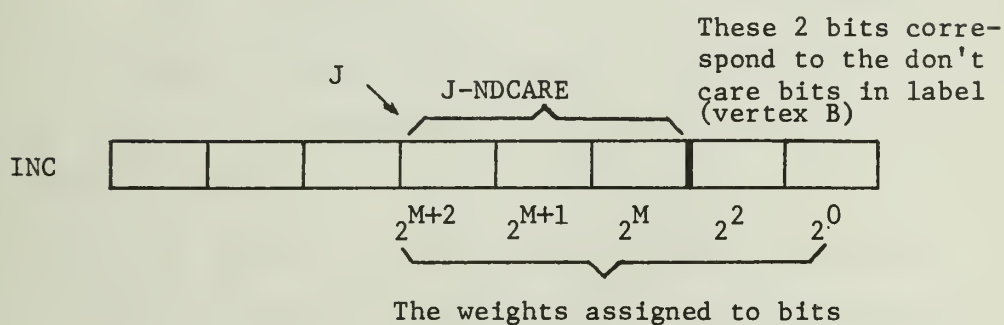 These 2 bits corre-
spond to the don't
care bits in label
(vertex B)
J
J-NDCARE
INC
2^{M+2} 2^{M+1} 2^M 2^2 2^0
The weights assigned to bits